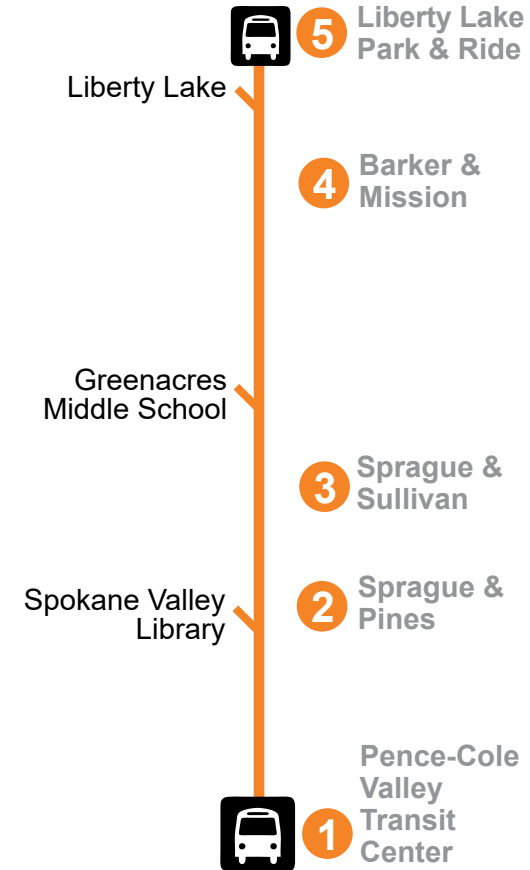 5
Liberty Lake
Park & Ride
Liberty Lake
4
Barker &
Mission
Greenacres
Middle School
3
Sprague &
Sullivan
Spokane Valley
Library
2
Sprague &
Pines
1
Pence-Cole
Valley
Transit
Center